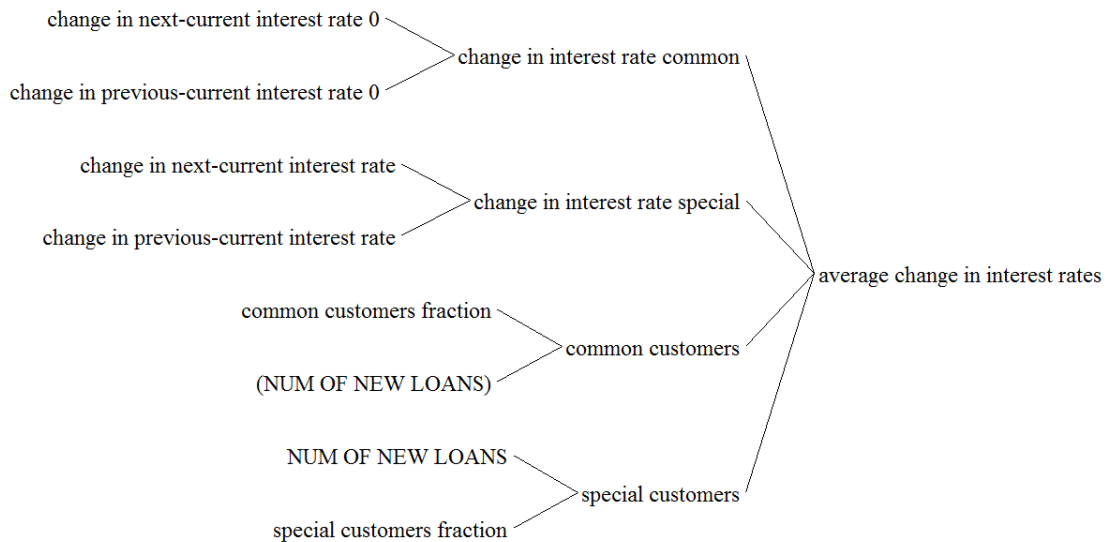 change in next-current interest rate 0
change in interest rate common
change in previous-current interest rate 0
change in next-current interest rate
change in interest rate special
change in previous-current interest rate
average change in interest rates
common customers fraction
common customers
(NUM OF NEW LOANS)
NUM OF NEW LOANS
special customers
special customers fraction